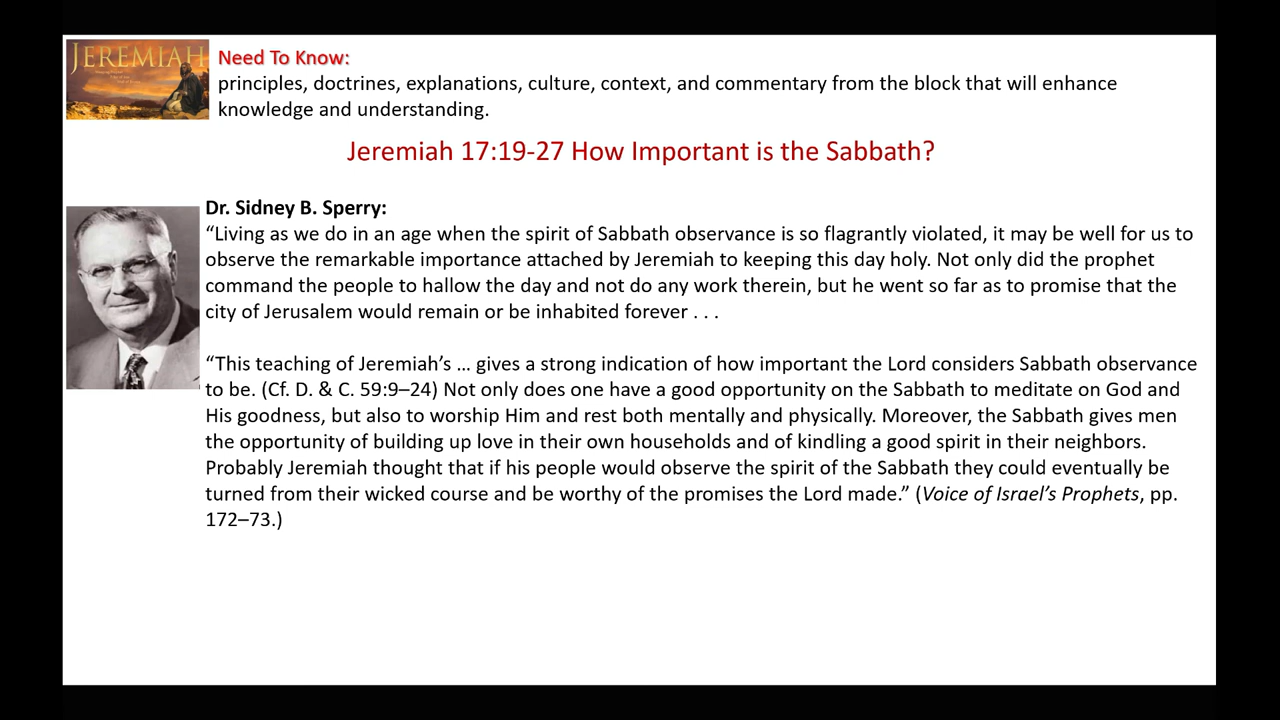 JEREMIAH
Need To Know:
principles, doctrines, explanations, culture, context, and commentary from the block that will enhance
knowledge and understanding.
Jeremiah 17:19-27 How Important is the Sabbath?
Dr. Sidney B. Sperry:
“Living as we do in an age when the spirit of Sabbath observance is so flagrantly violated, it may be well for us to
observe the remarkable importance attached by Jeremiah to keeping this day holy. Not only did the prophet
command the people to hallow the day and not do any work therein, but he went so far as to promise that the
city of Jerusalem would remain or be inhabited forever . . .
“This teaching of Jeremiah’s … gives a strong indication of how important the Lord considers Sabbath observance
to be. (Cf. D. & C. 59:9–24) Not only does one have a good opportunity on the Sabbath to meditate on God and
His goodness, but also to worship Him and rest both mentally and physically. Moreover, the Sabbath gives men
the opportunity of building up love in their own households and of kindling a good spirit in their neighbors.
Probably Jeremiah thought that if his people would observe the spirit of the Sabbath they could eventually be
turned from their wicked course and be worthy of the promises the Lord made.” (Voice of Israel’s Prophets, pp.
172–73.)